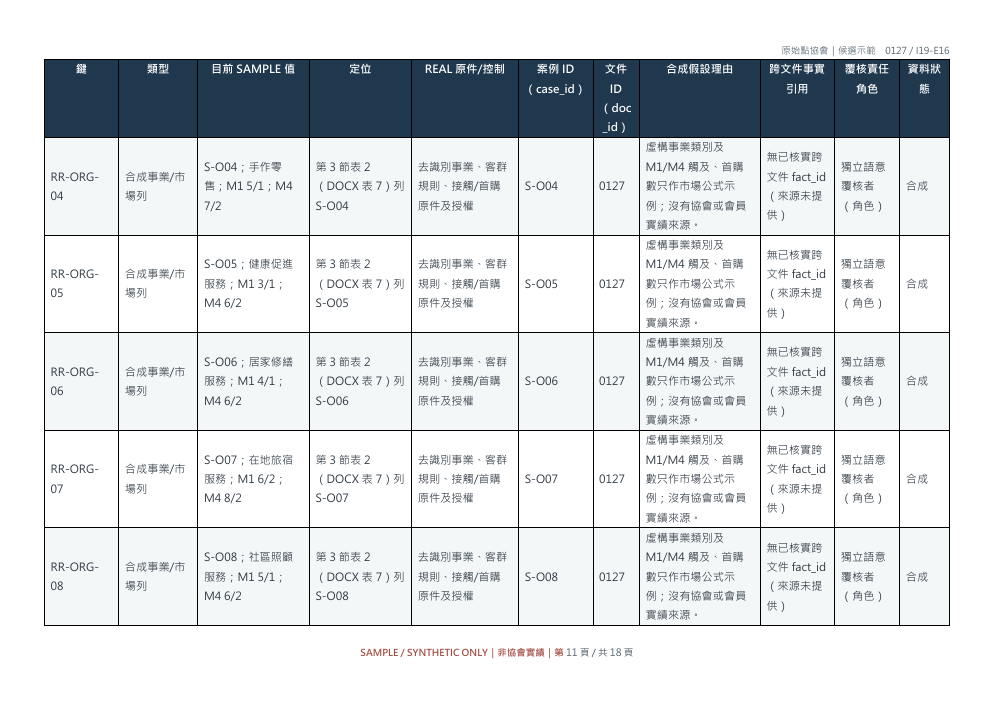 原始點協會｜候選示範　0127 / I19-E16
鍵
類型
目前 SAMPLE 值
定位
REAL 原件/控制
案例 ID
（case_id）
文件
ID
（doc
_id）
合成假設理由
跨文件事實
引用
覆核責任
角色
資料狀
態
RR-ORG-
04
合成事業/市
場列
S-O04；手作零
售；M1 5/1；M4
7/2
第 3 節表 2
（DOCX 表 7）列
S-O04
去識別事業、客群
規則、接觸/首購
原件及授權
S-O04
0127
虛構事業類別及
M1/M4 觸及、首購
數只作市場公式示
例；沒有協會或會員
實績來源。
無已核實跨
文件 fact_id
（來源未提
供）
獨立語意
覆核者
（角色）
合成
RR-ORG-
05
合成事業/市
場列
S-O05；健康促進
服務；M1 3/1；
M4 6/2
第 3 節表 2
（DOCX 表 7）列
S-O05
去識別事業、客群
規則、接觸/首購
原件及授權
S-O05
0127
虛構事業類別及
M1/M4 觸及、首購
數只作市場公式示
例；沒有協會或會員
實績來源。
無已核實跨
文件 fact_id
（來源未提
供）
獨立語意
覆核者
（角色）
合成
RR-ORG-
06
合成事業/市
場列
S-O06；居家修繕
服務；M1 4/1；
M4 6/2
第 3 節表 2
（DOCX 表 7）列
S-O06
去識別事業、客群
規則、接觸/首購
原件及授權
S-O06
0127
虛構事業類別及
M1/M4 觸及、首購
數只作市場公式示
例；沒有協會或會員
實績來源。
無已核實跨
文件 fact_id
（來源未提
供）
獨立語意
覆核者
（角色）
合成
RR-ORG-
07
合成事業/市
場列
S-O07；在地旅宿
服務；M1 6/2；
M4 8/2
第 3 節表 2
（DOCX 表 7）列
S-O07
去識別事業、客群
規則、接觸/首購
原件及授權
S-O07
0127
虛構事業類別及
M1/M4 觸及、首購
數只作市場公式示
例；沒有協會或會員
實績來源。
無已核實跨
文件 fact_id
（來源未提
供）
獨立語意
覆核者
（角色）
合成
RR-ORG-
08
合成事業/市
場列
S-O08；社區照顧
服務；M1 5/1；
M4 6/2
第 3 節表 2
（DOCX 表 7）列
S-O08
去識別事業、客群
規則、接觸/首購
原件及授權
S-O08
0127
虛構事業類別及
M1/M4 觸及、首購
數只作市場公式示
例；沒有協會或會員
實績來源。
無已核實跨
文件 fact_id
（來源未提
供）
獨立語意
覆核者
（角色）
合成
SAMPLE / SYNTHETIC ONLY｜非協會實績｜第 11 頁 / 共 18 頁